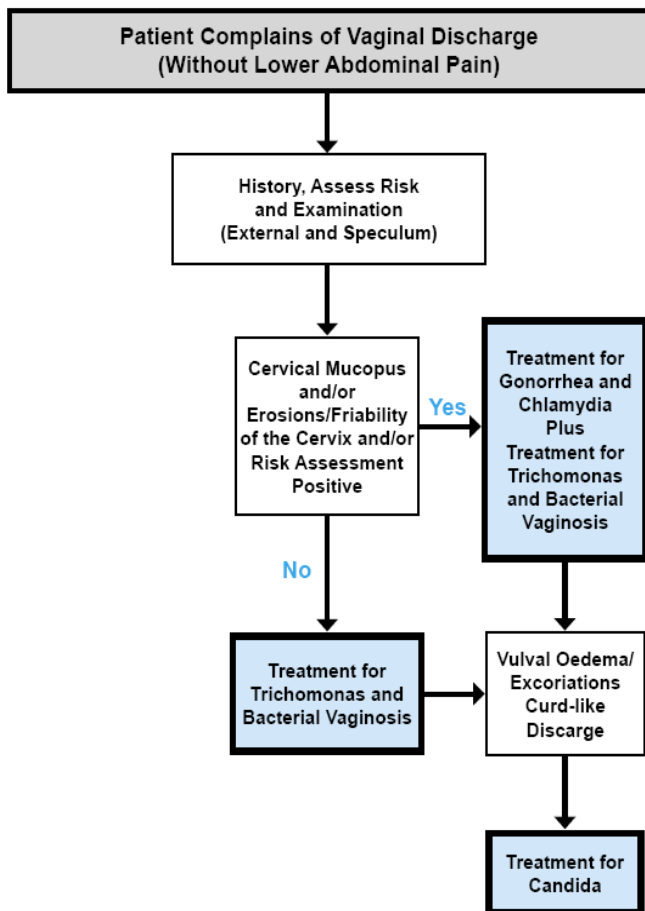 Patient Complains of Vaginal Discharge
(Without Lower Abdominal Pain)
History, Assess Risk
and Examination
(External and Speculum)
Cervical Mucopus
and/or
Erosions/Friability
of the Cervix and/or
Risk Assessment
Positive
Yes
Treatment for
Gonorrhea and
Chlamydia
Plus
Treatment for
Trichomonas
and Bacterial
Vaginosis
No
Treatment for
Trichomonas and
Bacterial Vaginosis
Vulval Oedema/
Excoriations
Curd-like
Discarge
Treatment for
Candida